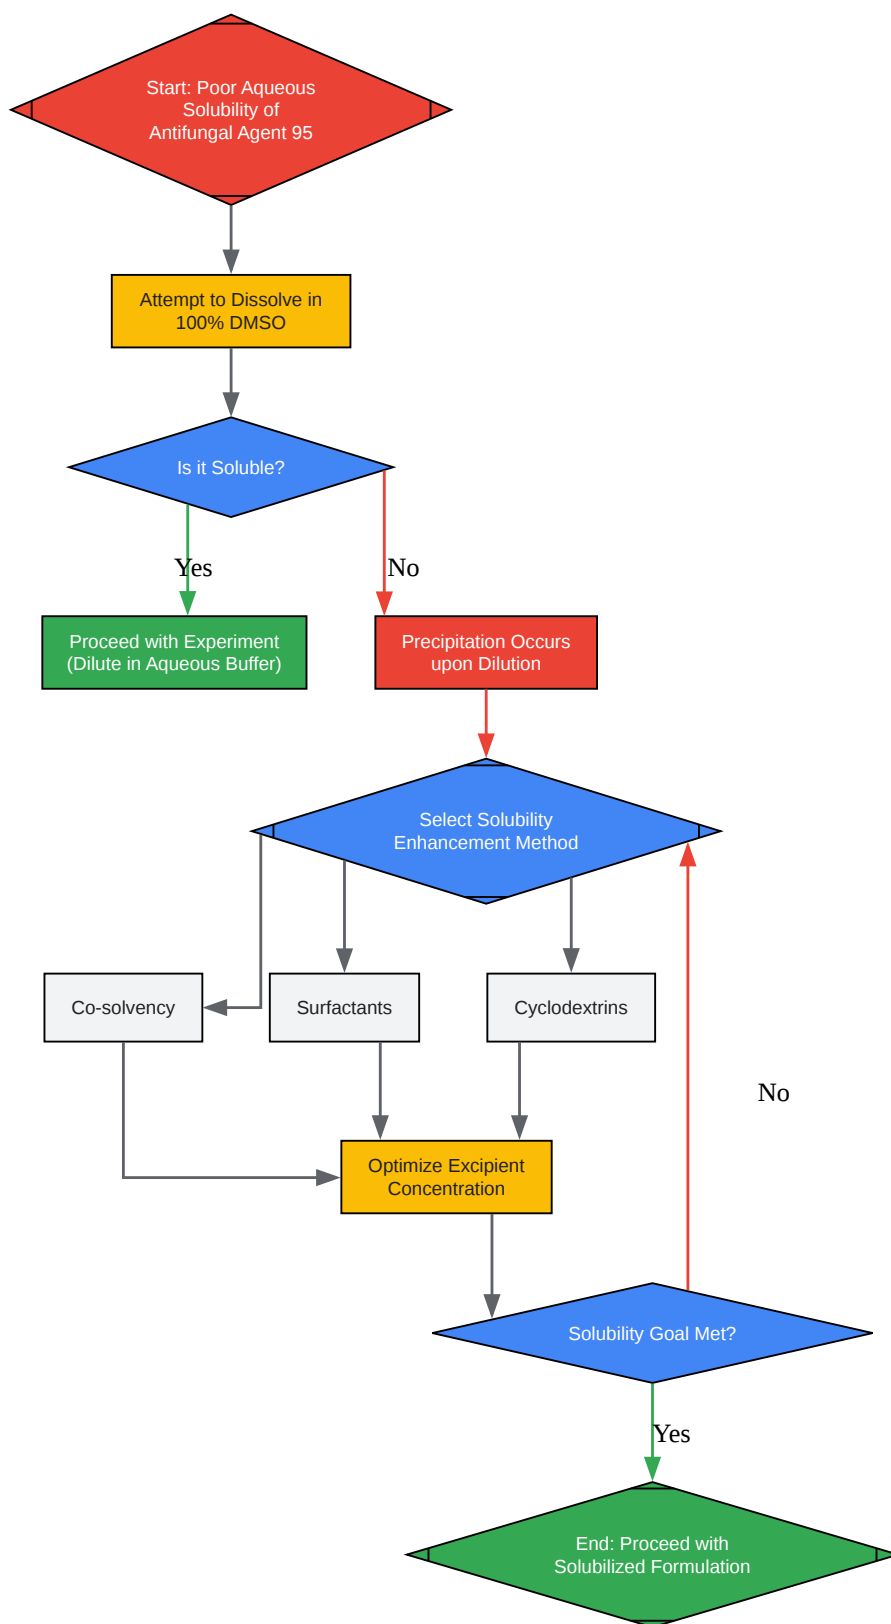 Start: Poor Aqueous
Solubility of
Antifungal Agent 95
Attempt to Dissolve in
100% DMSO
Is it Soluble?
Yes
No
Proceed with Experiment
(Dilute in Aqueous Buffer)
Precipitation Occurs
upon Dilution
Select Solubility
Enhancement Method
Co-solvency
Surfactants
Cyclodextrins
No
Optimize Excipient
Concentration
Solubility Goal Met?
Yes
End: Proceed with
Solubilized Formulation